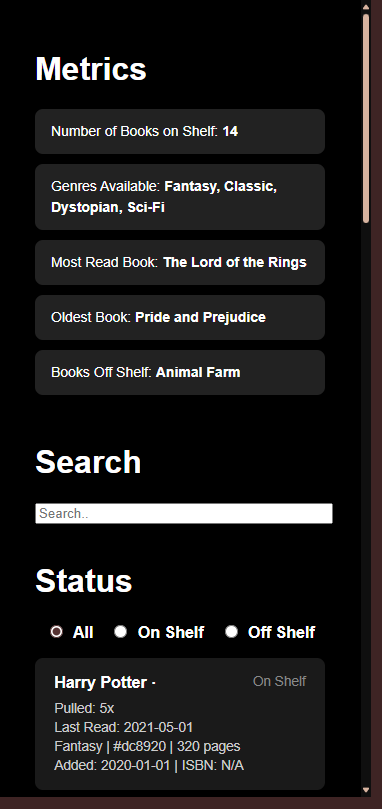 Metrics
Number of Books on Shelf: 14
Genres Available: Fantasy, Classic,
Dystopian, Sci-Fi
Most Read Book: The Lord of the Rings
Oldest Book: Pride and Prejudice
Books Off Shelf: Animal Farm
Search
Search..
Status
All On Shelf Off Shelf
Harry Potter · On Shelf
Pulled: 5x
Last Read: 2021-05-01
Fantasy | #dc8920 | 320 pages
Added: 2020-01-01 | ISBN: N/A